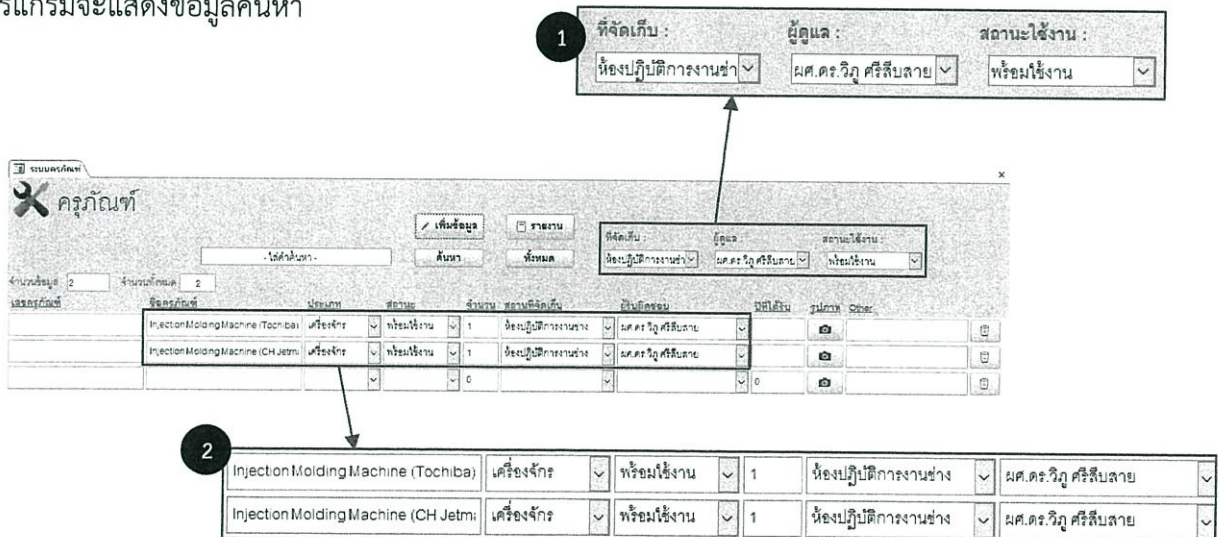 รแกรมจะแสดงข้อมูลค้นหา
1
ที่จัดเก็บ : ผู้ดูแล : สถานะใช้งาน :
ห้องปฏิบัติการงานช่า ผศ.ดร.วิภู ศรีสืบสาย พร้อมใช้งาน
ระบบครุภัณฑ์
ครุภัณฑ์
เพิ่มข้อมูล รายงาน
ที่จัดเก็บ : ผู้ดูแล : สถานะใช้งาน :
- ใส่คำค้นหา - ค้นหา ทั้งหมด ห้องปฏิบัติการงานช่า ผศ.ดร.วิภู ศรีสืบสาย พร้อมใช้งาน
จำนวนข้อมูล 2 จำนวนทั้งหมด 2
เลขครุภัณฑ์ ชื่อครุภัณฑ์ ประเภท สถานะ จำนวน สถานที่จัดเก็บ ผู้รับผิดชอบ ปีที่ได้รับ รูปภาพ Other
Injection Molding Machine (Tochiba) เครื่องจักร พร้อมใช้งาน 1 ห้องปฏิบัติการงานช่าง ผศ.ดร.วิภู ศรีสืบสาย
Injection Molding Machine (CH Jetma เครื่องจักร พร้อมใช้งาน 1 ห้องปฏิบัติการงานช่าง ผศ.ดร.วิภู ศรีสืบสาย
0 0
2
Injection Molding Machine (Tochiba) เครื่องจักร พร้อมใช้งาน 1 ห้องปฏิบัติการงานช่าง ผศ.ดร.วิภู ศรีสืบสาย
Injection Molding Machine (CH Jetma เครื่องจักร พร้อมใช้งาน 1 ห้องปฏิบัติการงานช่าง ผศ.ดร.วิภู ศรีสืบสาย